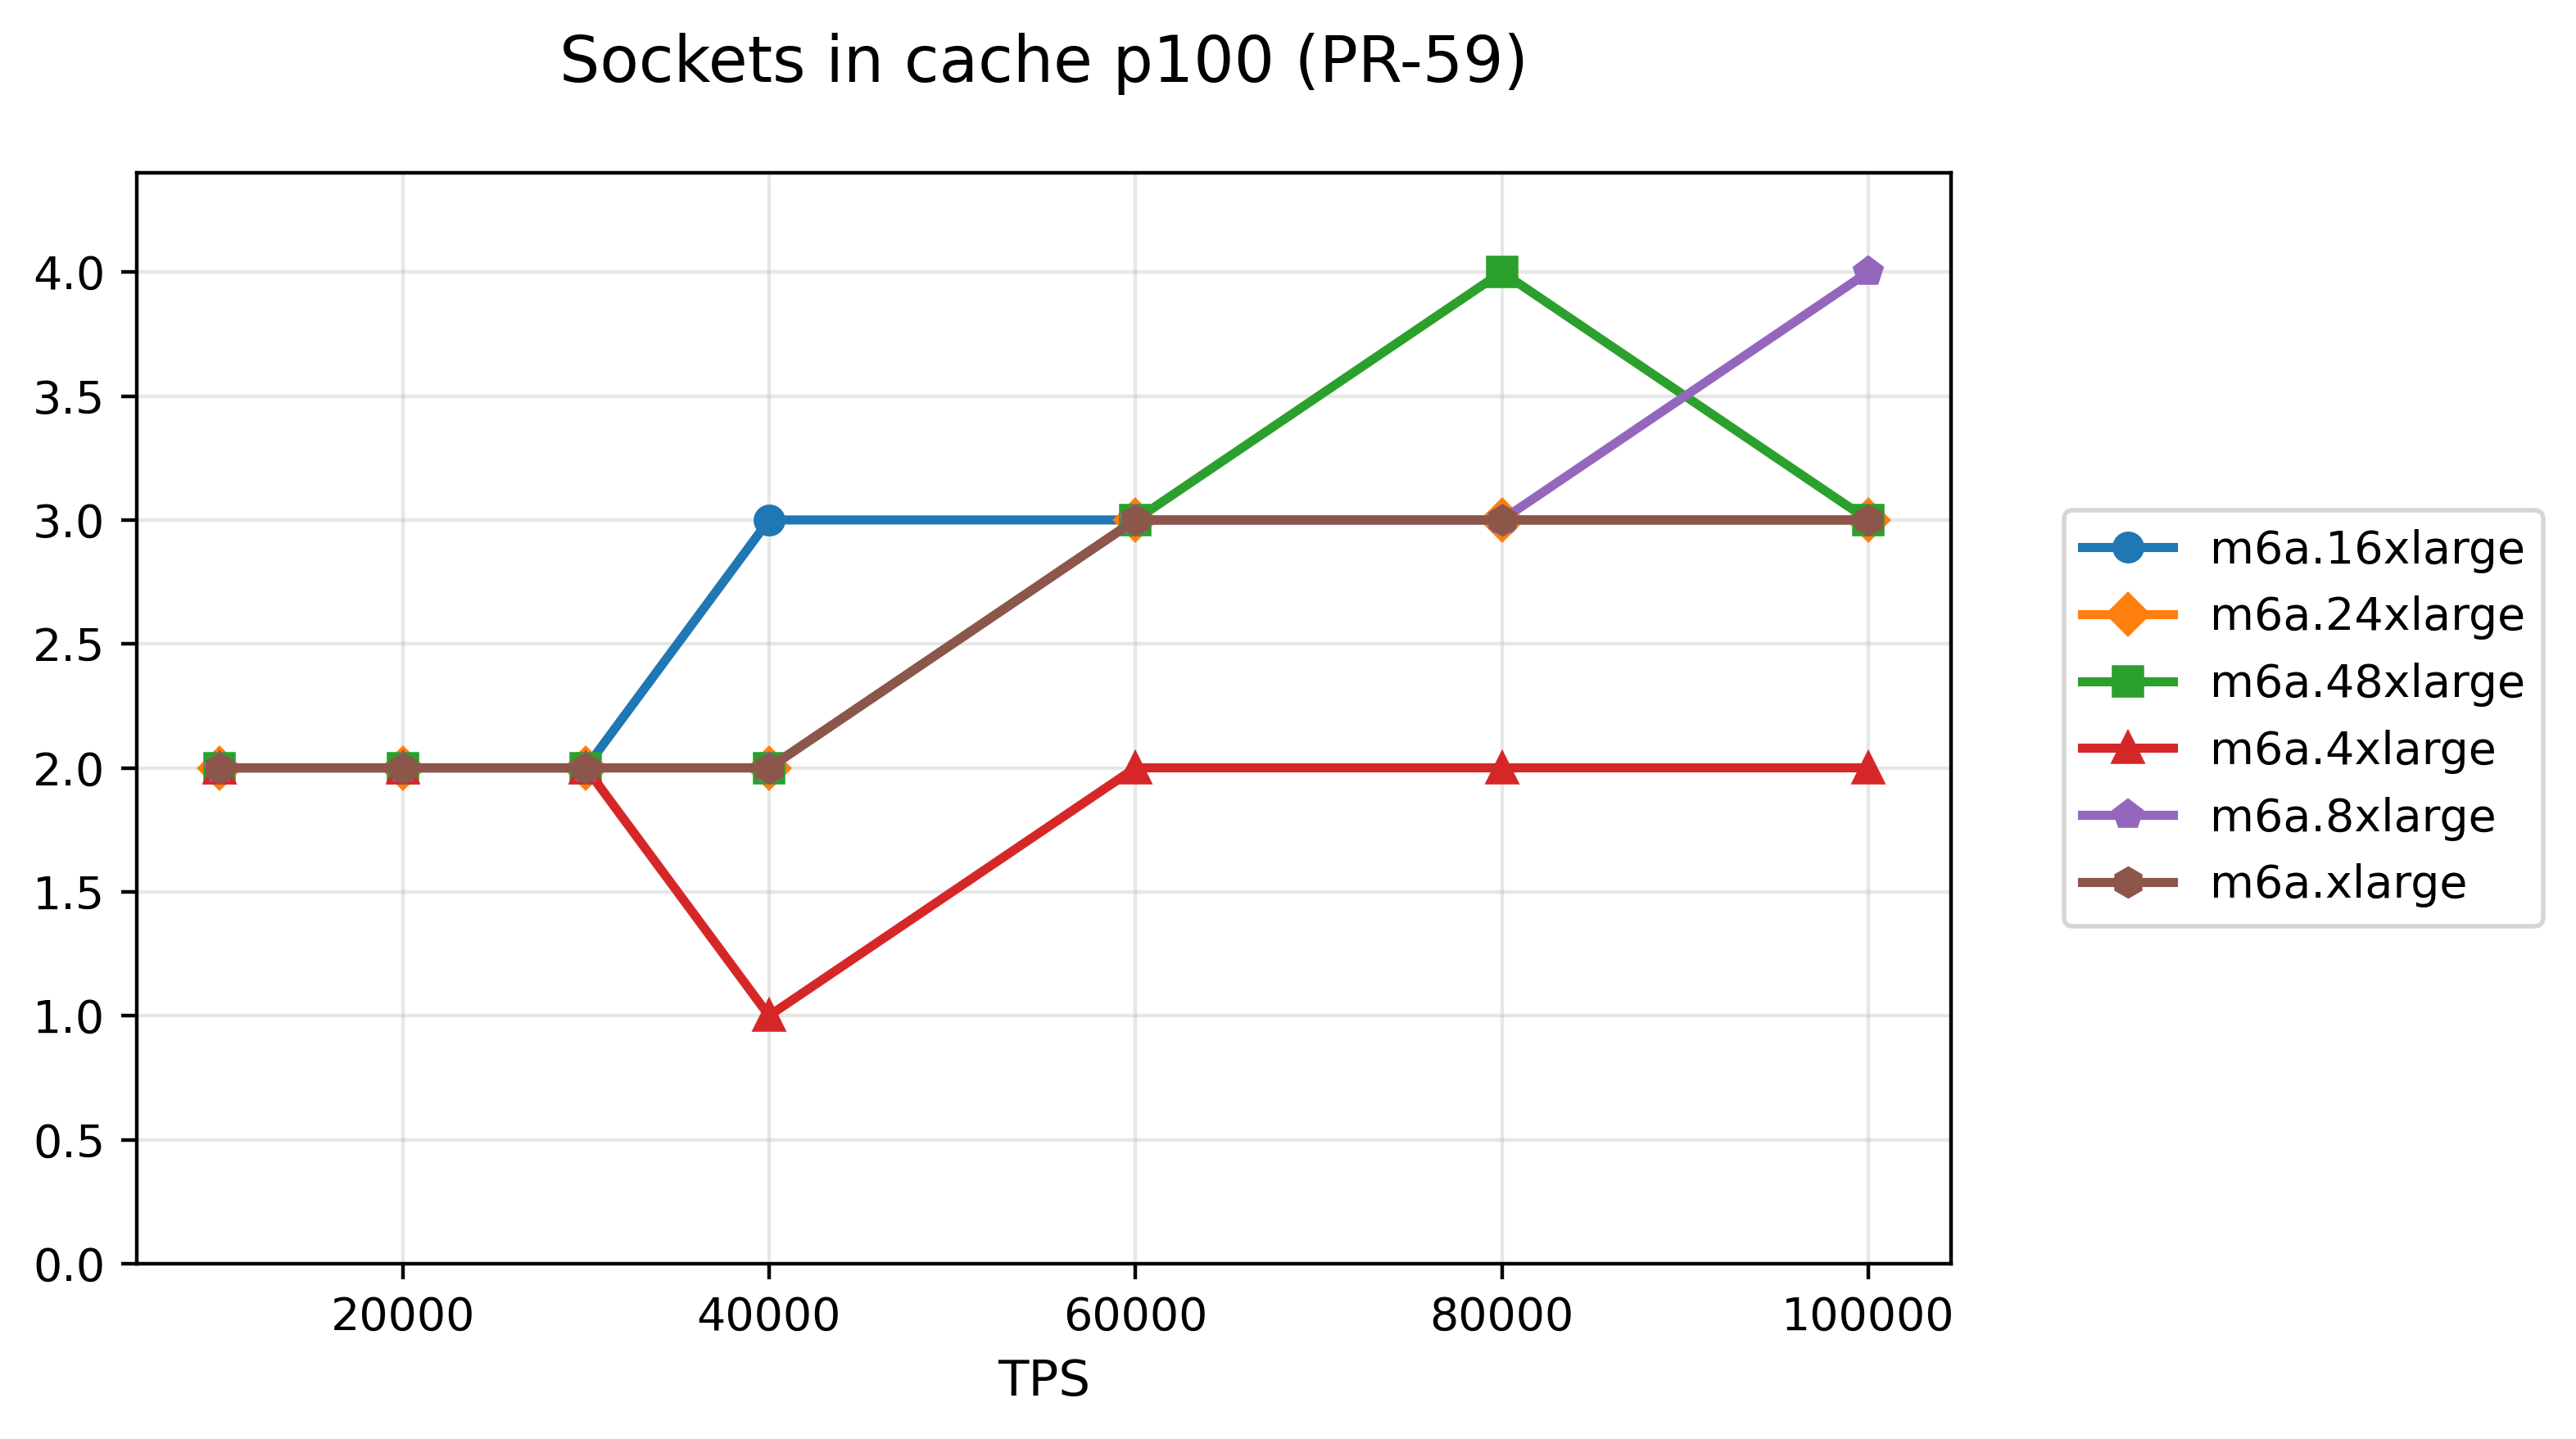 Sockets in cache p100 (PR-59)
4.0
3.5
3.0
2.5
2.0
1.5
1.0
0.5
0.0
20000 40000 60000 80000 100000
TPS
m6a.16xlarge
m6a.24xlarge
m6a.48xlarge
m6a.4xlarge
m6a.8xlarge
m6a.xlarge